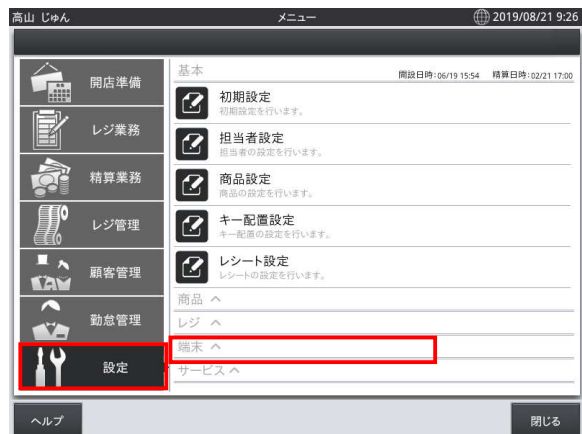 高山 じゅん
メニュー
2019/08/21 9:26
開店準備
レジ業務
精算業務
レジ管理
顧客管理
勤怠管理
設定
基本
開設日時:06/19 15:54 精算日時:02/21 17:00
初期設定
初期設定を行います。
担当者設定
担当者の設定を行います。
商品設定
商品の設定を行います。
キー配置設定
キー配置の設定を行います。
レシート設定
レシートの設定を行います。
商品 へ
レジ へ
端末 へ
サービス へ
ヘルプ
閉じる